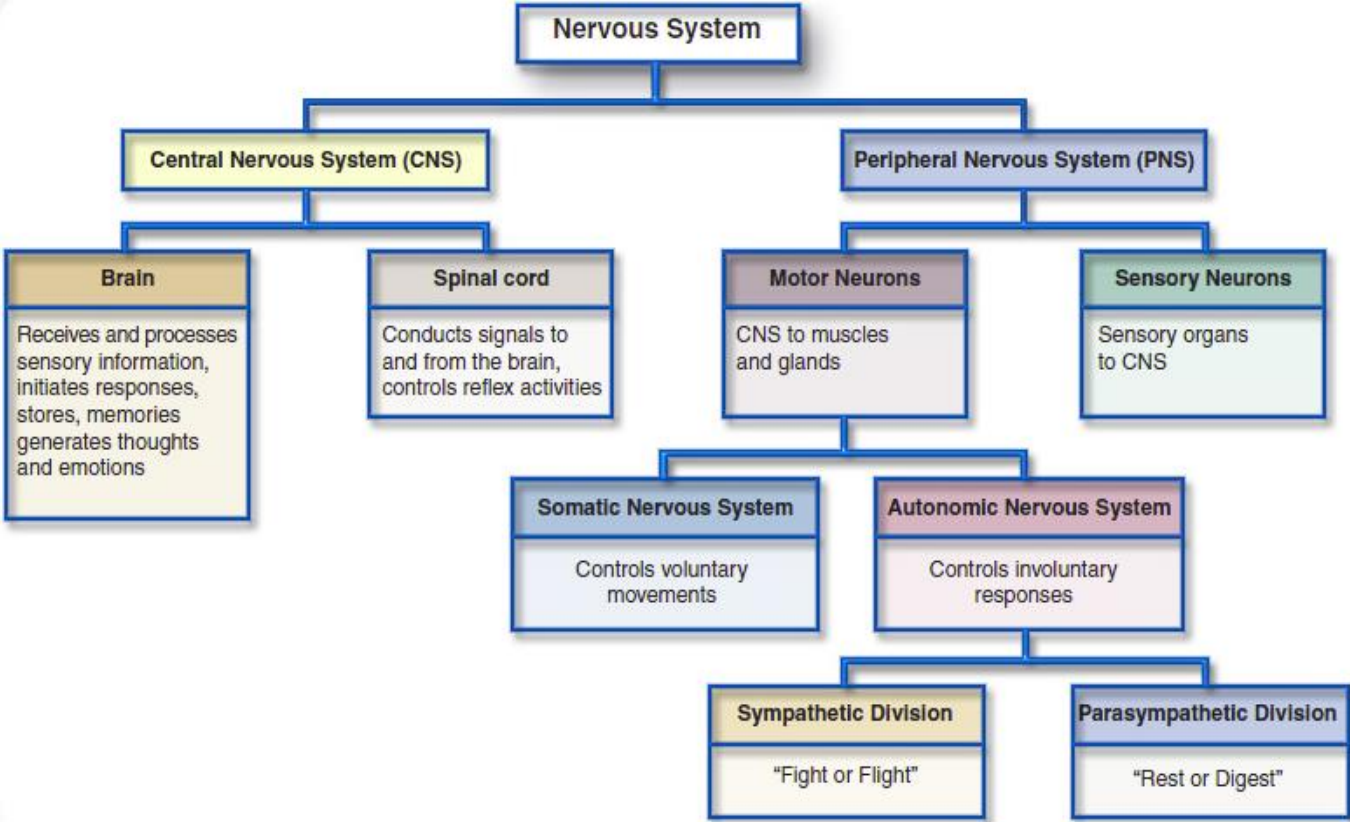 Nervous System
Central Nervous System (CNS)
Peripheral Nervous System (PNS)
Brain
Receives and processes
sensory information,
initiates responses,
stores, memories
generates thoughts
and emotions
Spinal cord
Conducts signals to
and from the brain,
controls reflex activities
Motor Neurons
CNS to muscles
and glands
Sensory Neurons
Sensory organs
to CNS
Somatic Nervous System
Controls voluntary
movements
Autonomic Nervous System
Controls involuntary
responses
Sympathetic Division
“Fight or Flight”
Parasympathetic Division
“Rest or Digest”